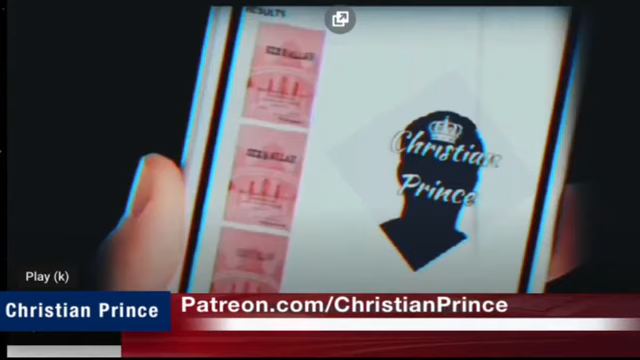 RESULTS
Christian
Prince
Play (k)
Christian Prince
Patreon.com/ChristianPrince